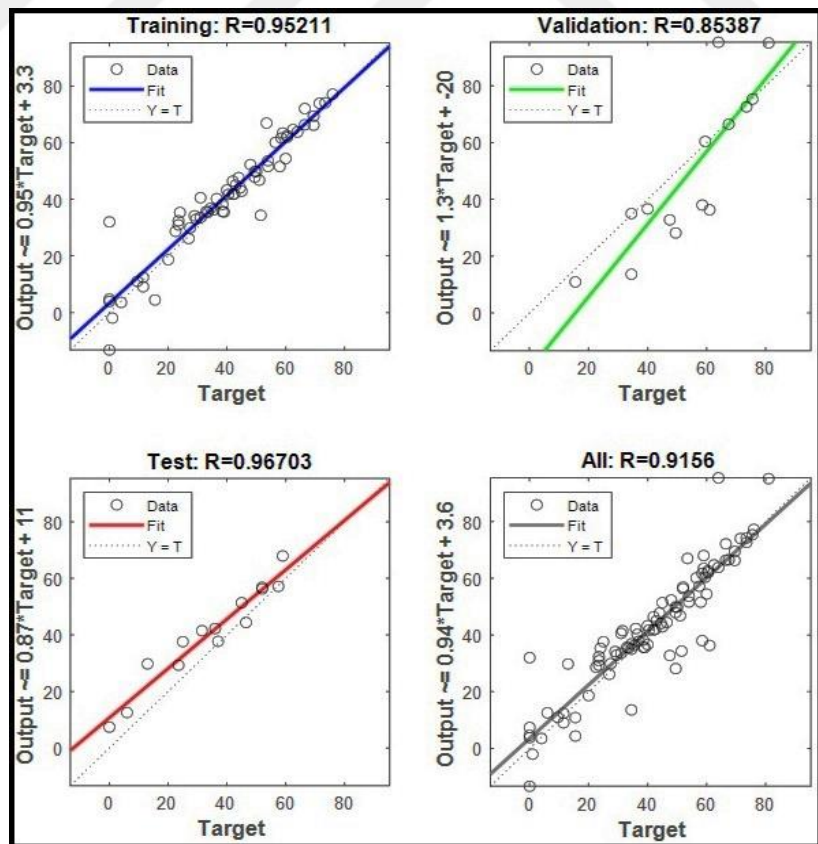 Training: R=0.95211
Output ~= 0.95*Target + 3.3
Data
Fit
Y = T
80
60
40
20
0
0 20 40 60 80
Target
Validation: R=0.85387
Output ~= 1.3*Target + -20
Data
Fit
Y = T
80
60
40
20
0
0 20 40 60 80
Target
Test: R=0.96703
Output ~= 0.87*Target + 11
Data
Fit
Y = T
80
60
40
20
0
0 20 40 60 80
Target
All: R=0.9156
Output ~= 0.94*Target + 3.6
Data
Fit
Y = T
80
60
40
20
0
0 20 40 60 80
Target